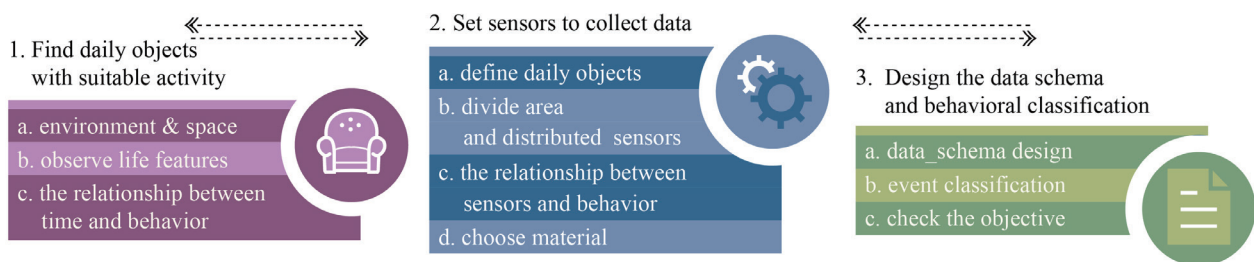 1. Find daily objects
with suitable activity
a. environment & space
b. observe life features
c. the relationship between
time and behavior
2. Set sensors to collect data
a. define daily objects
b. divide area
and distributed sensors
c. the relationship between
sensors and behavior
d. choose material
3. Design the data schema
and behavioral classification
a. data_schema design
b. event classification
c. check the objective